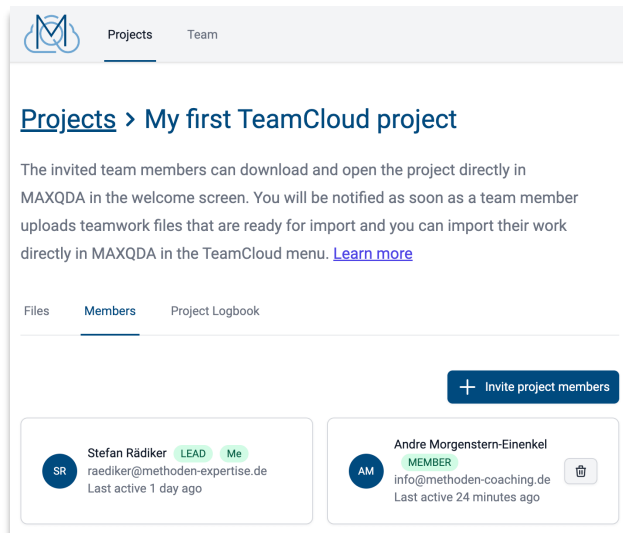 Projects Team
Projects > My first TeamCloud project
The invited team members can download and open the project directly in
MAXQDA in the welcome screen. You will be notified as soon as a team member
uploads teamwork files that are ready for import and you can import their work
directly in MAXQDA in the TeamCloud menu. Learn more
Files Members Project Logbook
+ Invite project members
SR
Stefan Rädiker LEAD Me
raediker@methoden-expertise.de
Last active 1 day ago
AM
Andre Morgenstern-Einenkel
MEMBER
info@methoden-coaching.de
Last active 24 minutes ago